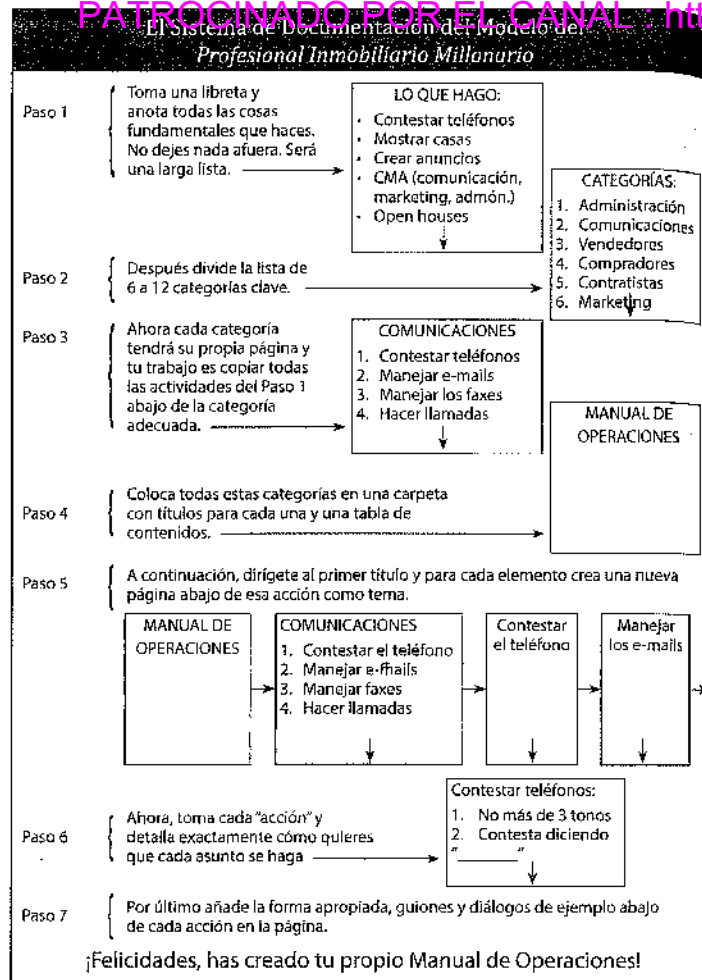 PATROCINADO POR EL CANAL : htt
El Sistema de Documentación del Modelo del
Profesional Inmobiliario Millonario
Paso 1
Toma una libreta y
anota todas las cosas
fundamentales que haces.
No dejes nada afuera. Será
una larga lista.
LO QUE HAGO:
· Contestar teléfonos
· Mostrar casas
· Crear anuncios
· CMA (comunicación,
marketing, admón.)
· Open houses
CATEGORÍAS:
1. Administración
2. Comunicaciones
3. Vendedores
4. Compradores
5. Contratistas
6. Marketing
Paso 2
Después divide la lista de
6 a 12 categorías clave.
Paso 3
Ahora cada categoría
tendrá su propia página y
tu trabajo es copiar todas
las actividades del Paso 1
abajo de la categoría
adecuada.
COMUNICACIONES
1. Contestar teléfonos
2. Manejar e-mails
3. Manejar los faxes
4. Hacer llamadas
MANUAL DE
OPERACIONES
Paso 4
Coloca todas estas categorías en una carpeta
con títulos para cada una y una tabla de
contenidos.
Paso 5
A continuación, dirígete al primer título y para cada elemento crea una nueva
página abajo de esa acción como tema.
MANUAL DE
OPERACIONES
COMUNICACIONES
1. Contestar el teléfono
2. Manejar e-mails
3. Manejar faxes
4. Hacer llamadas
Contestar
el teléfono
Manejar
los e-mails
Paso 6
Ahora, toma cada "acción" y
detalla exactamente cómo quieres
que cada asunto se haga
Contestar teléfonos:
1. No más de 3 tonos
2. Contesta diciendo
"______"
Paso 7
Por último añade la forma apropiada, guiones y diálogos de ejemplo abajo
de cada acción en la página.
¡Felicidades, has creado tu propio Manual de Operaciones!